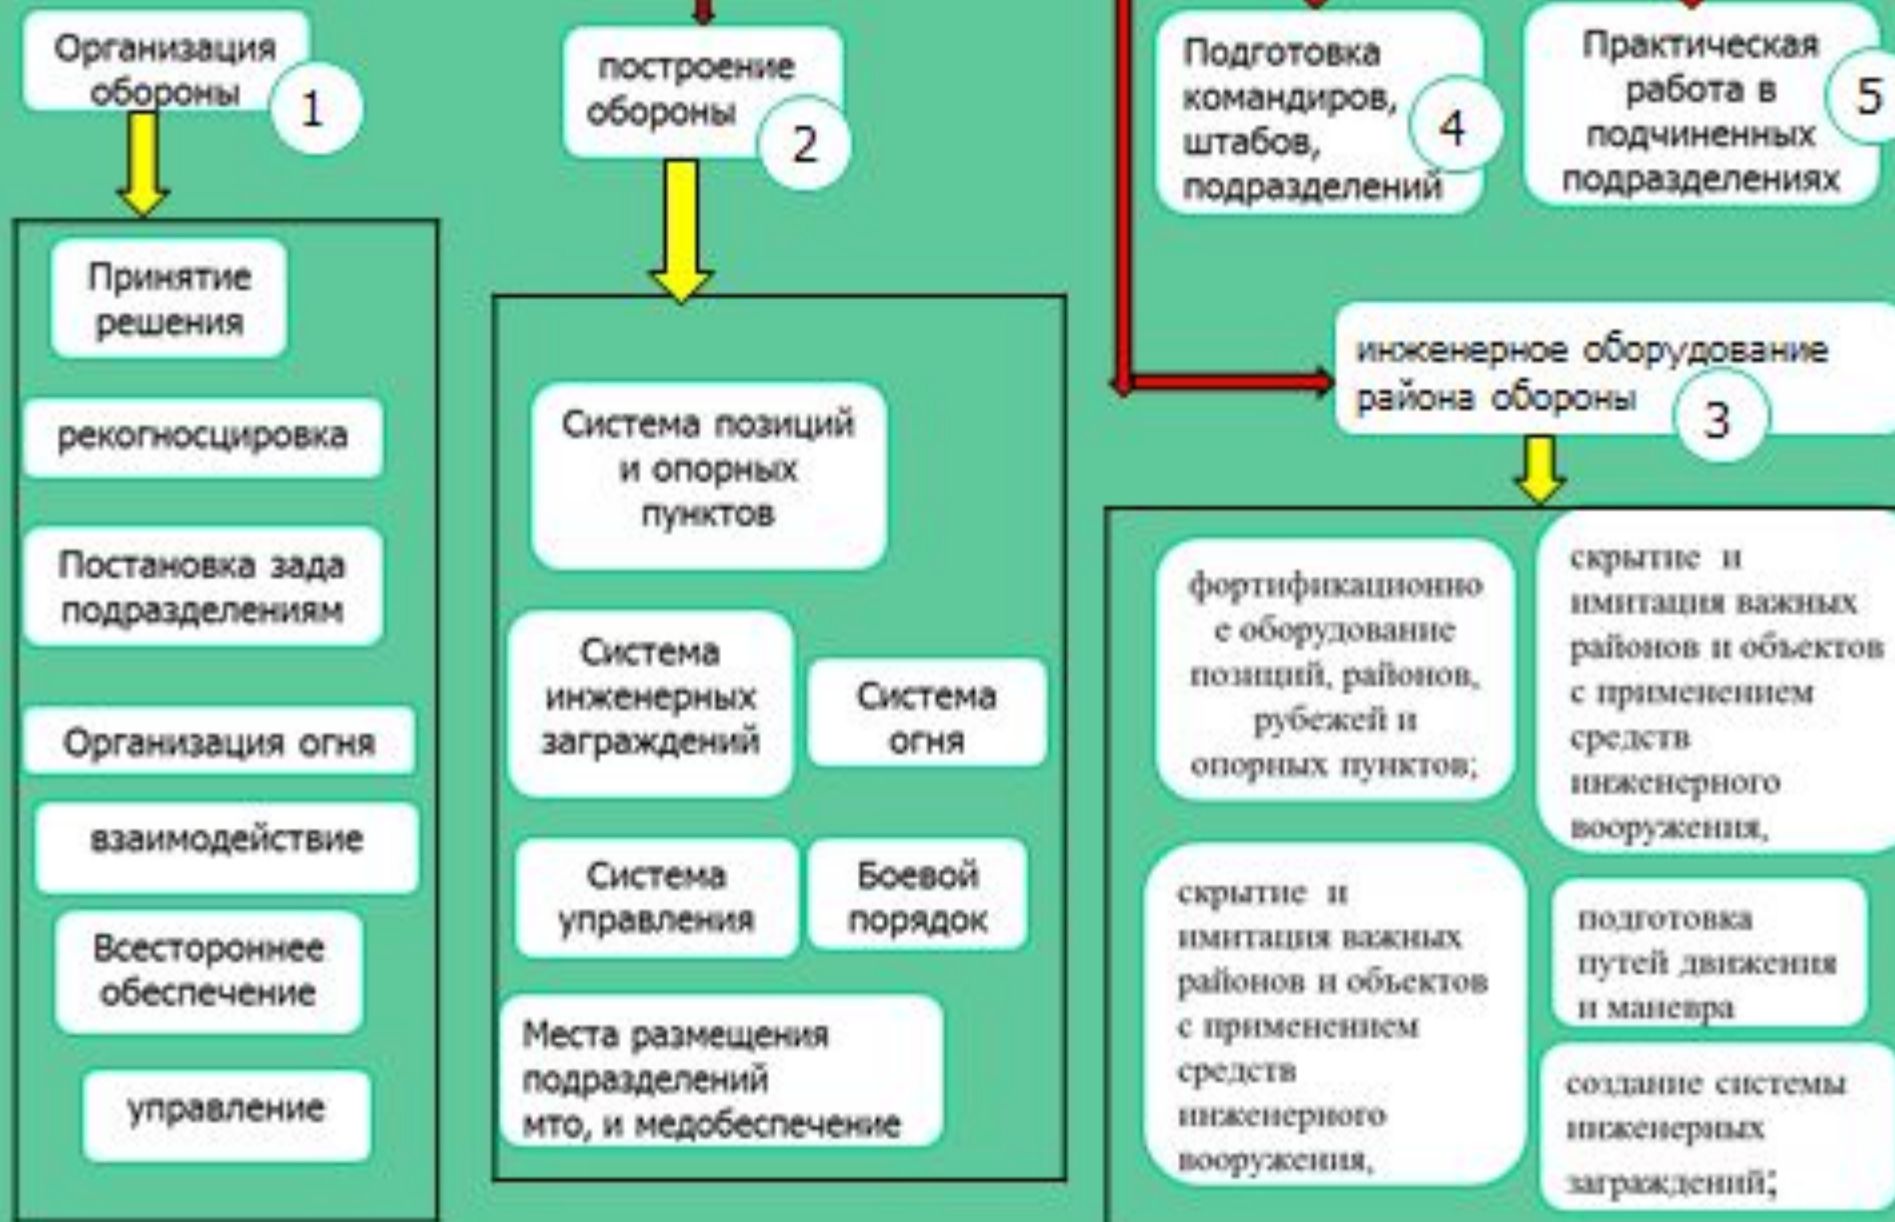 Организация
обороны
1
построение
обороны
2
Подготовка
командиров,
штабов,
подразделений
4
Практическая
работа в
подчиненных
подразделениях
5
Принятие
решения
рекогносцировка
Постановка зада
подразделениям
Организация огня
взаимодействие
Всестороннее
обеспечение
управление
Система позиций
и опорных
пунктов
Система
инженерных
заграждений
Система
огня
Система
управления
Боевой
порядок
Места размещения
подразделений
мто, и медобеспечение
инженерное оборудование
района обороны
3
фортификационно
е оборудование
позиций, районов,
рубежей и
опорных пунктов;
скрытие и
имитация важных
районов и объектов
с применением
средств
инженерного
вооружения,
скрытие и
имитация важных
районов и объектов
с применением
средств
инженерного
вооружения,
подготовка
путей движения
и маневра
создание системы
инженерных
заграждений;